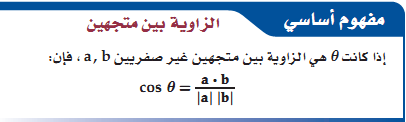 مفهوم أساسي
الزاوية بين متجهين
إذا كانت θ هي الزاوية بين متجهين غير صفريين a, b ، فإن:
cos θ = a • b / |a| |b|